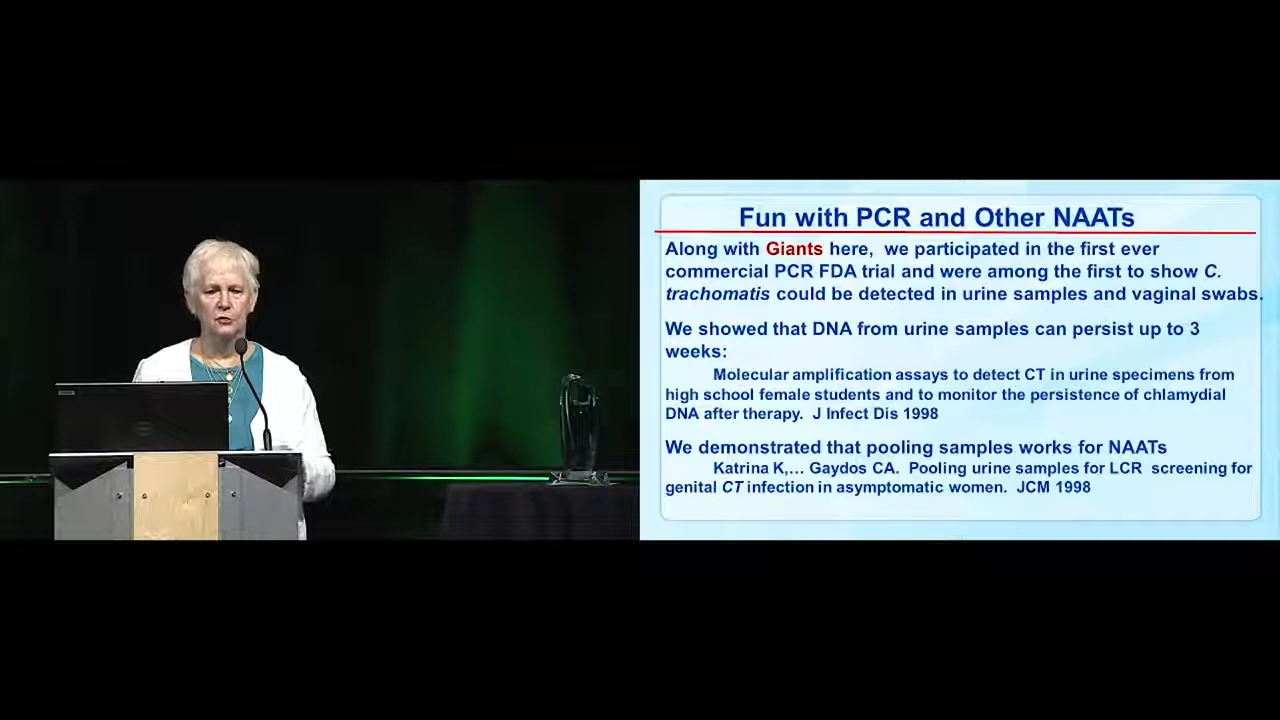 Fun with PCR and Other NAATs
Along with Giants here, we participated in the first ever
commercial PCR FDA trial and were among the first to show C.
trachomatis could be detected in urine samples and vaginal swabs.
We showed that DNA from urine samples can persist up to 3
weeks:
Molecular amplification assays to detect CT in urine specimens from
high school female students and to monitor the persistence of chlamydial
DNA after therapy. J Infect Dis 1998
We demonstrated that pooling samples works for NAATs
Katrina K,... Gaydos CA. Pooling urine samples for LCR screening for
genital CT infection in asymptomatic women. JCM 1998